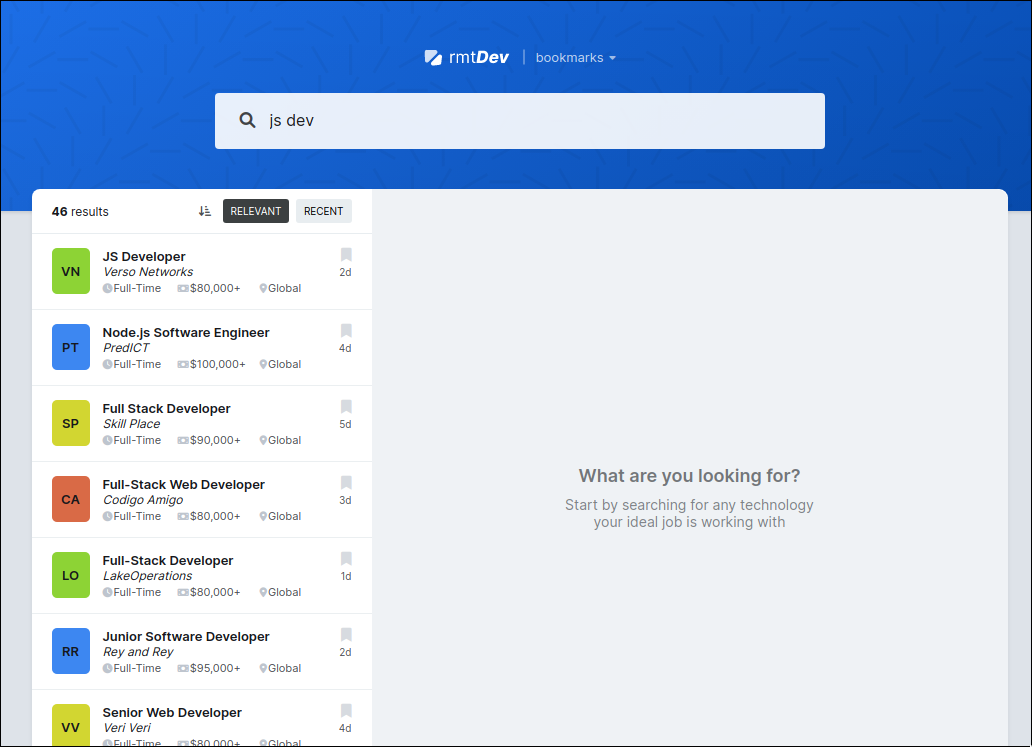 rmtDev bookmarks
js dev
46 results RELEVANT RECENT
VN
JS Developer
Verso Networks
Full-Time $80,000+ Global
2d
PT
Node.js Software Engineer
PredICT
Full-Time $100,000+ Global
4d
SP
Full Stack Developer
Skill Place
Full-Time $90,000+ Global
5d
CA
Full-Stack Web Developer
Codigo Amigo
Full-Time $80,000+ Global
3d
LO
Full-Stack Developer
LakeOperations
Full-Time $80,000+ Global
1d
RR
Junior Software Developer
Rey and Rey
Full-Time $95,000+ Global
2d
VV
Senior Web Developer
Veri Veri
Full-Time $80,000+ Global
4d
What are you looking for?
Start by searching for any technology
your ideal job is working with